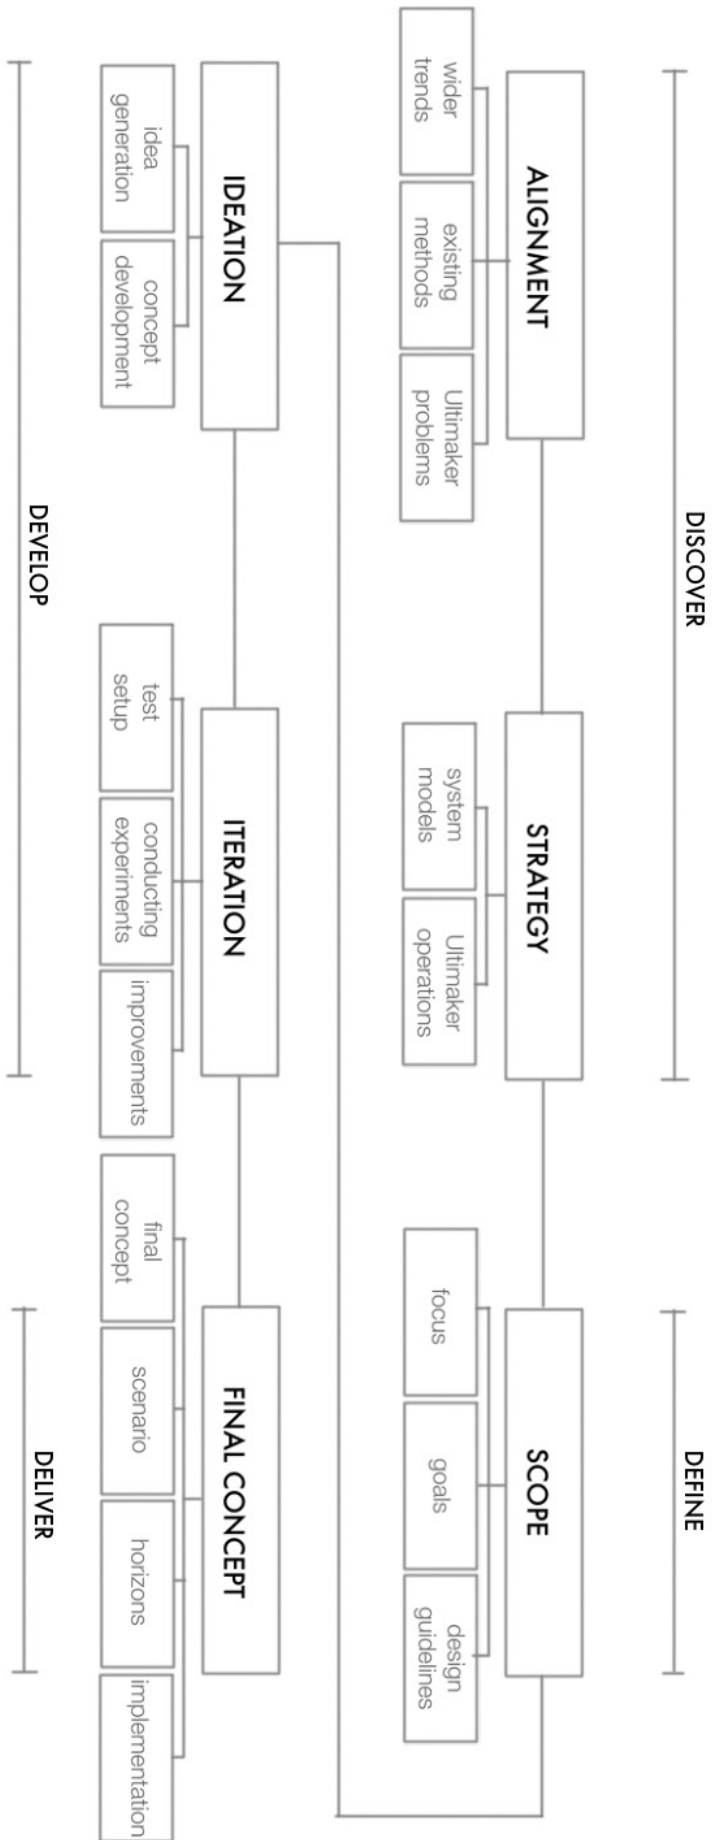 DISCOVER
DEFINE
ALIGNMENT
STRATEGY
SCOPE
wider
trends
existing
methods
Ultimaker
problems
system
models
Ultimaker
operations
focus
goals
design
guidelines
IDEATION
ITERATION
FINAL CONCEPT
idea
generation
concept
development
test
setup
conducting
experiments
improvements
final
concept
scenario
horizons
implementation
DEVELOP
DELIVER